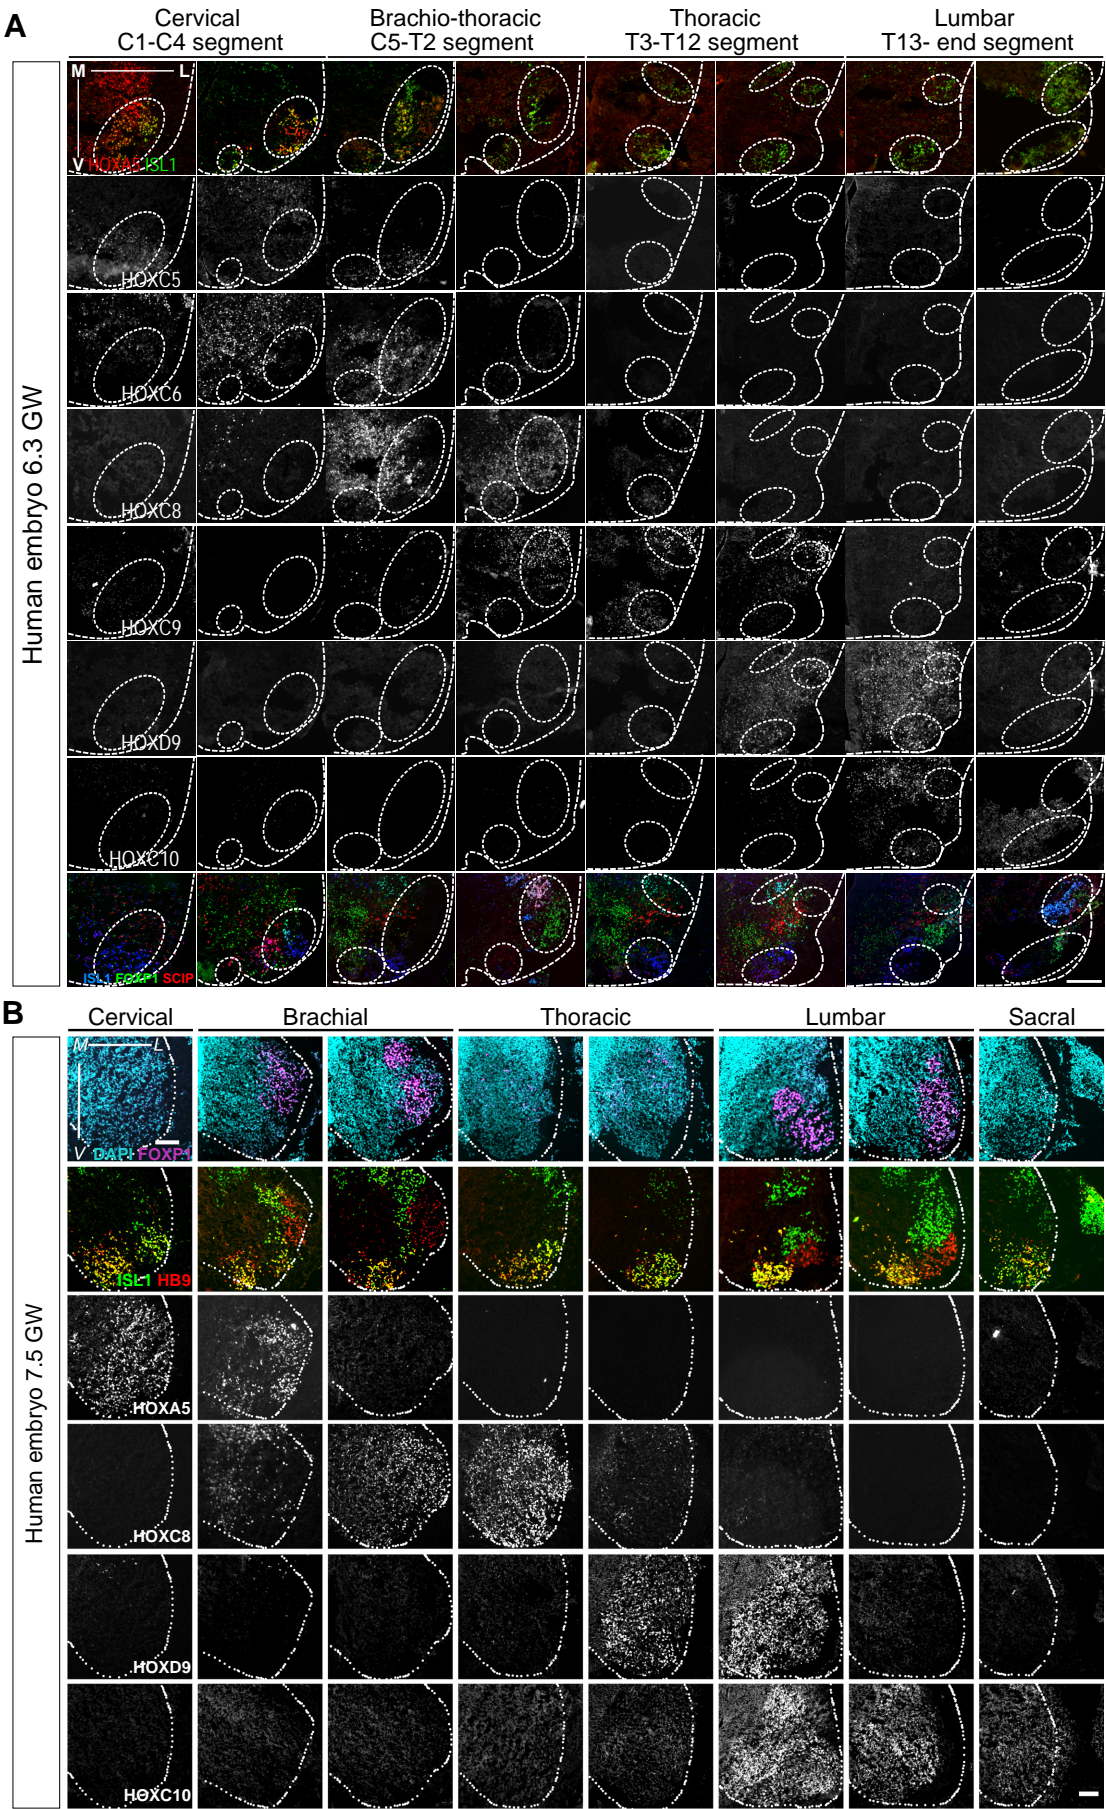 A
Cervical
C1-C4 segment
Brachio-thoracic
C5-T2 segment
Thoracic
T3-T12 segment
Lumbar
T13- end segment
Human embryo 6.3 GW
M L
V HOXA5 ISL1
HOXC5
HOXC6
HOXC8
HOXC9
HOXD9
HOXC10
ISL1 FOXP1 SCIP
B
Cervical
Brachial
Thoracic
Lumbar
Sacral
Human embryo 7.5 GW
M L
V DAPI FOXP1
ISL1 HB9
HOXA5
HOXC8
HOXD9
HOXC10